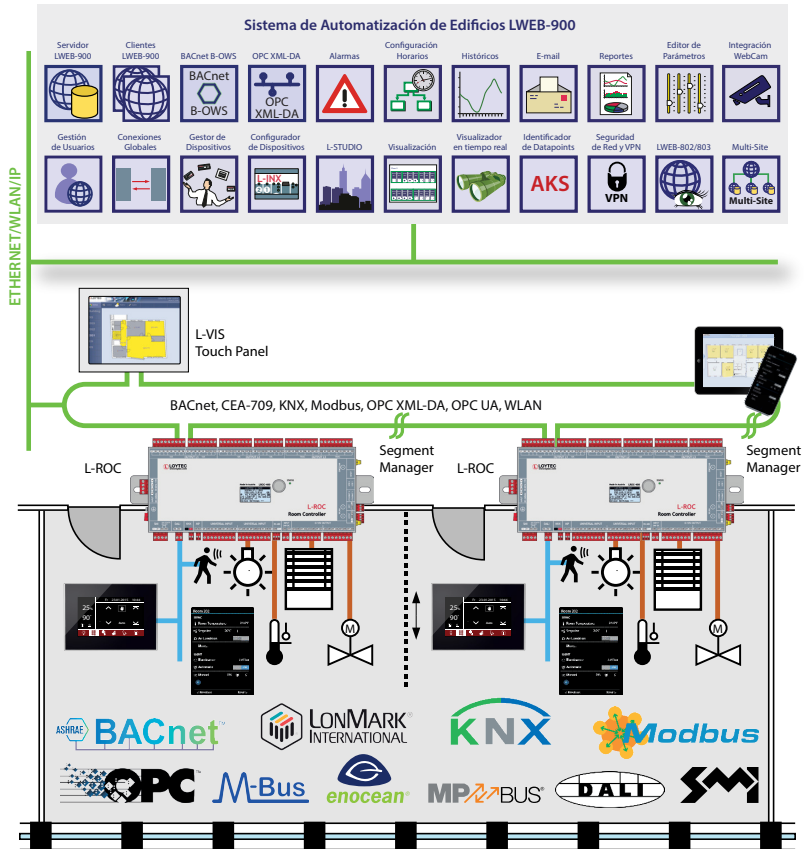 Sistema de Automatización de Edificios LWEB-900
Servidor
LWEB-900
Clientes
LWEB-900
BACnet B-OWS
OPC XML-DA
Alarmas
Configuración
Horarios
Históricos
E-mail
Reportes
Editor de
Parámetros
Integración
WebCam
BACnet
B-OWS
OPC
XML-DA
Gestión
de Usuarios
Conexiones
Globales
Gestor de
Dispositivos
Configurador
de Dispositivos
L-STUDIO
Visualización
Visualizador
en tiempo real
Identificador
de Datapoints
Seguridad
de Red y VPN
LWEB-802/803
Multi-Site
L-INX
AKS
VPN
Multi-Site
ETHERNET/WLAN/IP
L-VIS
Touch Panel
BACnet, CEA-709, KNX, Modbus, OPC XML-DA, OPC UA, WLAN
L-ROC
Segment
Manager
L-ROC
Segment
Manager
LOYTEC
L-ROC
Room Controller
LOYTEC
L-ROC
Room Controller
M
M
ASHRAE BACnet™
LONMARK®
INTERNATIONAL
KNX
Modbus
OPC™
M-Bus
enocean®
MP BUS®
DALI
SMI